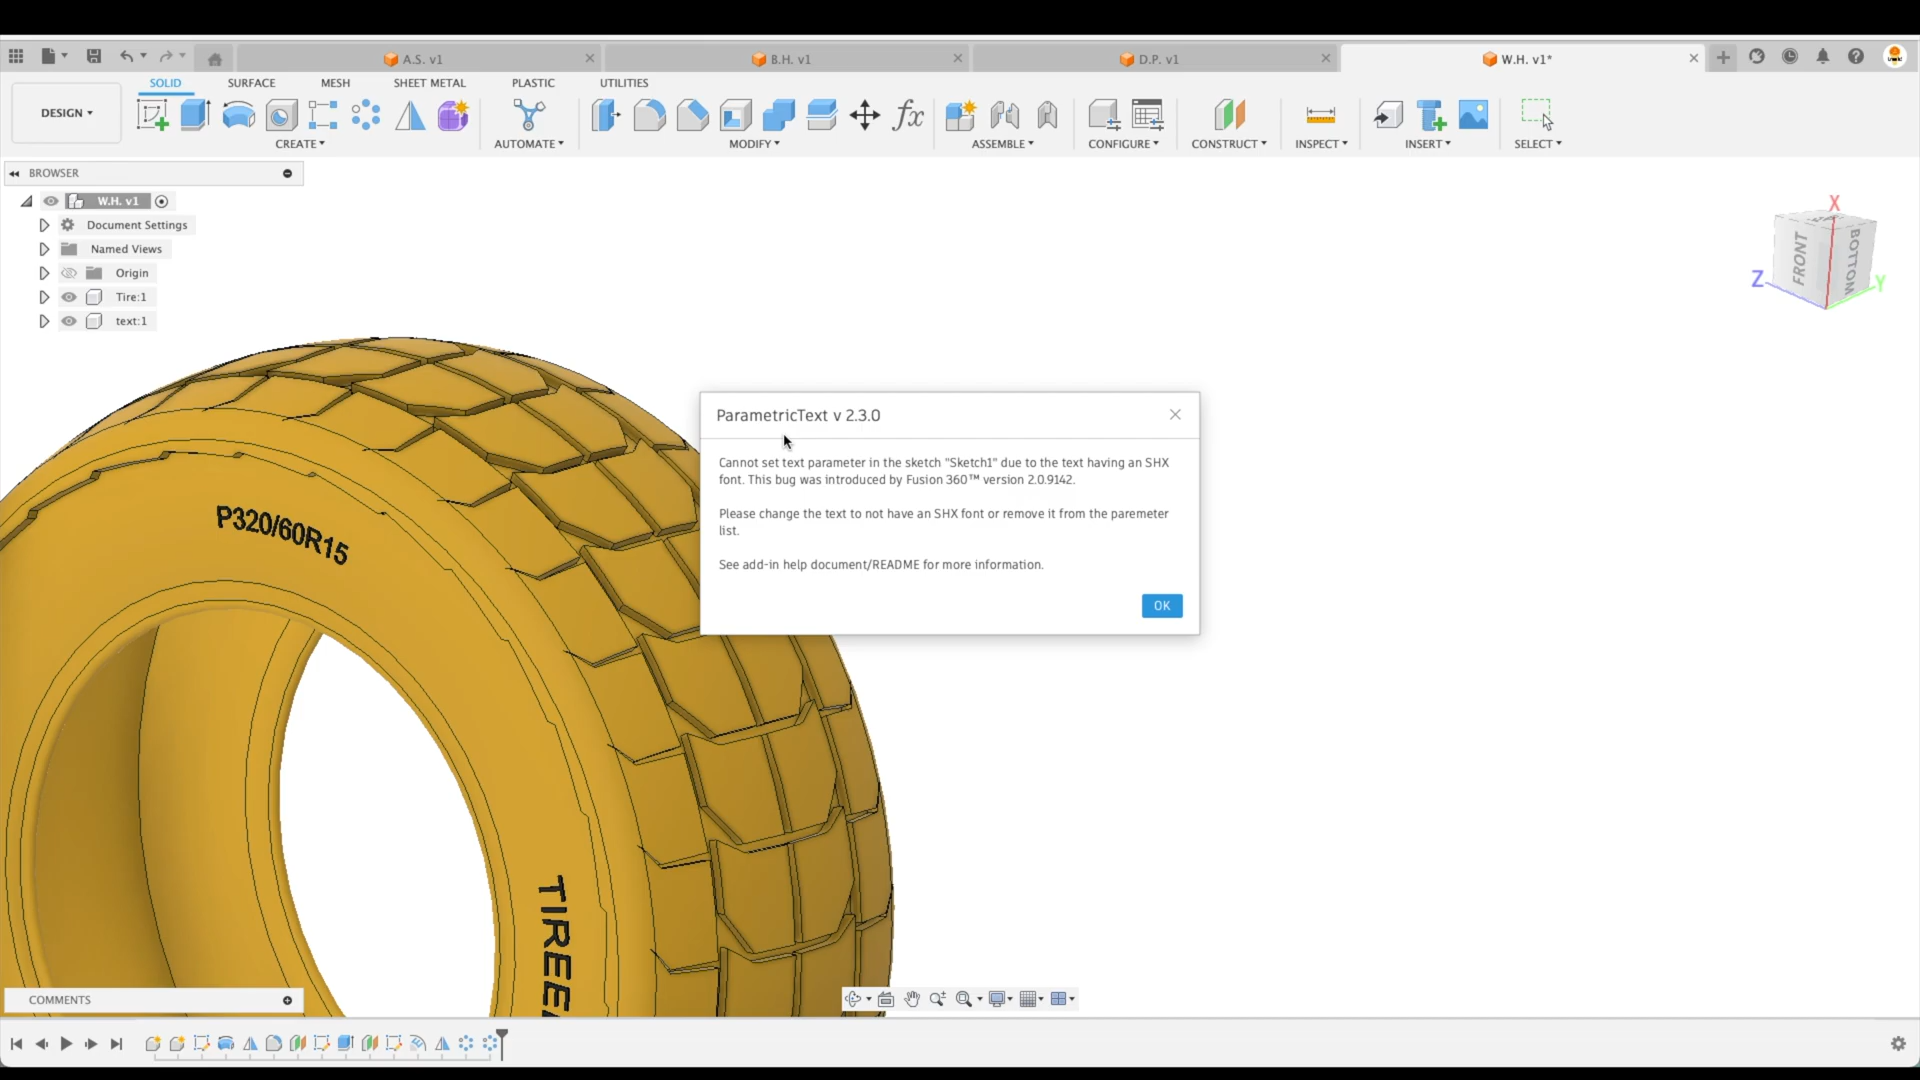 A.S. v1
B.H. v1
D.P. v1
W.H. v1*
DESIGN
SOLID
SURFACE
MESH
SHEET METAL
PLASTIC
UTILITIES
fx
CREATE
AUTOMATE
MODIFY
ASSEMBLE
CONFIGURE
CONSTRUCT
INSPECT
INSERT
SELECT
BROWSER
W.H. v1
Document Settings
Named Views
Origin
Tire:1
text:1
X
Z
Y
FRONT
BOTTOM
ParametricText v 2.3.0
Cannot set text parameter in the sketch "Sketch1" due to the text having an SHX
font. This bug was introduced by Fusion 360™ version 2.0.9142.
Please change the text to not have an SHX font or remove it from the paremeter
list.
See add-in help document/README for more information.
OK
P320/60R15
TIREE
COMMENTS